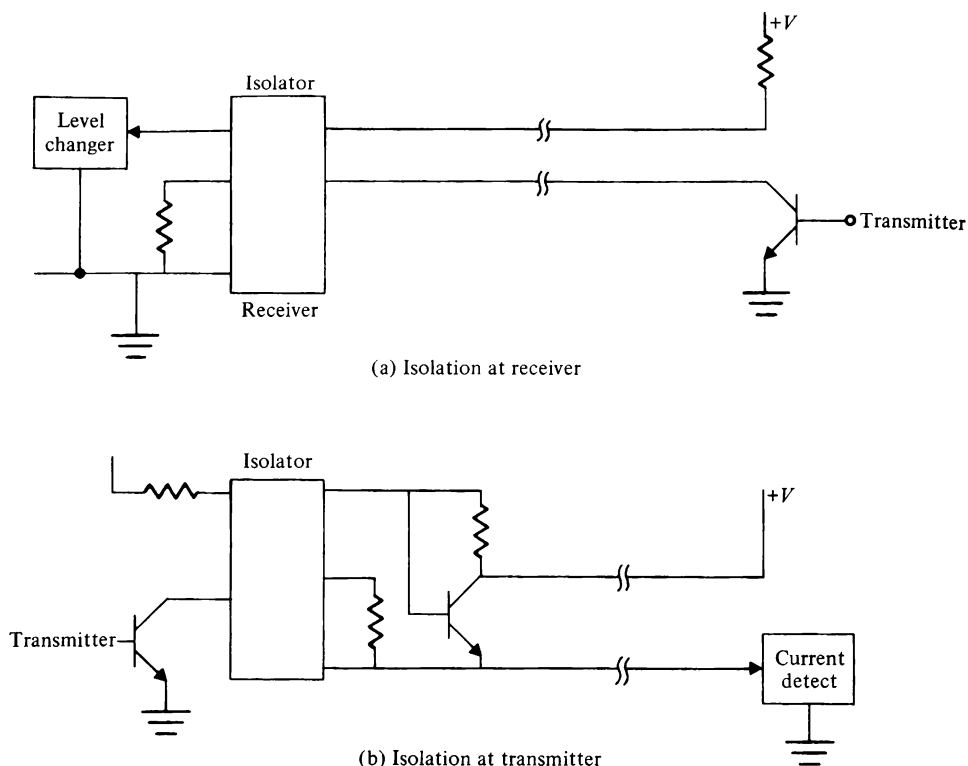 +V
Isolator
Level
changer
Transmitter
Receiver
(a) Isolation at receiver
Isolator
+V
Transmitter
Current
detect
(b) Isolation at transmitter